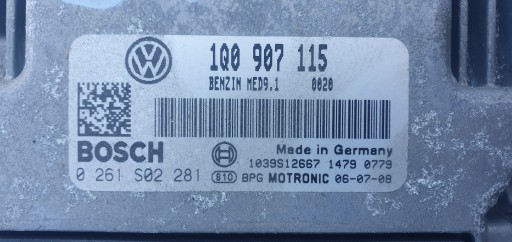 1Q0 907 115
BENZIN MED9.1 0020
BOSCH
Made in Germany
1039S12667 1479 0779
0 261 S02 281 810 BPG MOTRONIC 06-07-08